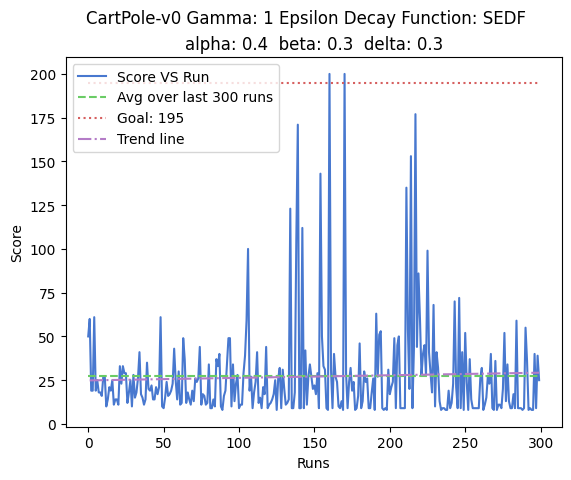 CartPole-v0 Gamma: 1 Epsilon Decay Function: SEDF
alpha: 0.4 beta: 0.3 delta: 0.3
Score VS Run
Avg over last 300 runs
Goal: 195
Trend line
Score
200
175
150
125
100
75
50
25
0
0 50 100 150 200 250 300
Runs